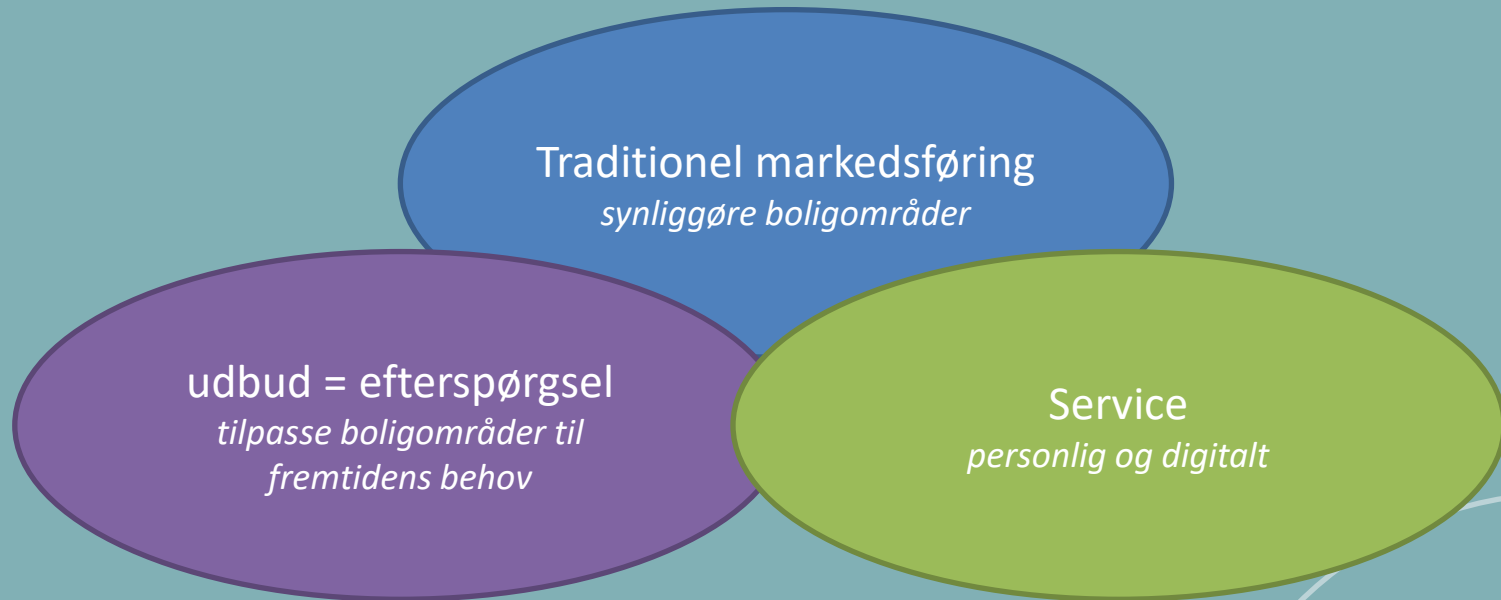 Traditionel markedsføring
synliggøre boligområder
udbud = efterspørgsel
tilpasse boligområder til
fremtidens behov
Service
personlig og digitalt